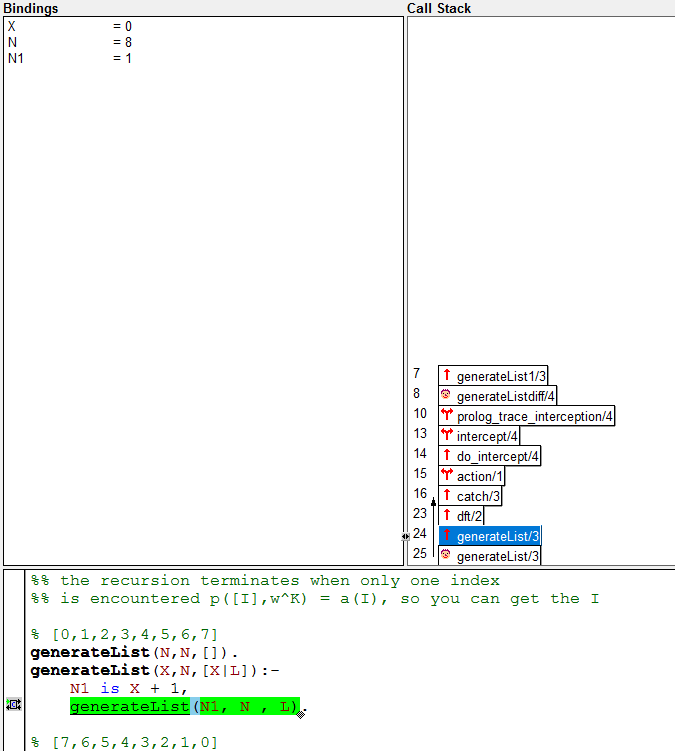 Bindings
Call Stack
X = 0
N = 8
N1 = 1
7 generateList1/3
8 generateListdiff/4
10 prolog_trace_interception/4
13 intercept/4
14 do_intercept/4
15 action/1
16 catch/3
23 dft/2
24 generateList/3
25 generateList/3
%% the recursion terminates when only one index
%% is encountered p([I],w^K) = a(I), so you can get the I
% [0,1,2,3,4,5,6,7]
generateList(N,N,[]).
generateList(X,N,[X|L]):-
N1 is X + 1,
generateList(N1, N , L).
% [7,6,5,4,3,2,1,0]